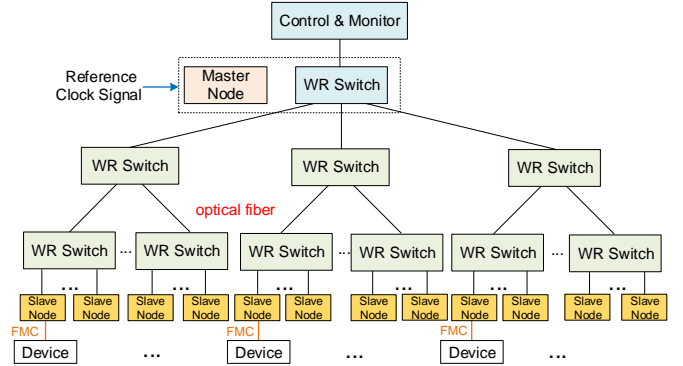 Control & Monitor
Reference
Clock Signal
Master
Node
WR Switch
WR Switch
WR Switch
WR Switch
optical fiber
WR Switch
...
WR Switch
WR Switch
...
WR Switch
WR Switch
...
WR Switch
...
...
...
...
...
...
Slave
Node
Slave
Node
Slave
Node
Slave
Node
Slave
Node
Slave
Node
Slave
Node
Slave
Node
Slave
Node
Slave
Node
Slave
Node
Slave
Node
FMC
FMC
FMC
Device
...
Device
...
Device
...